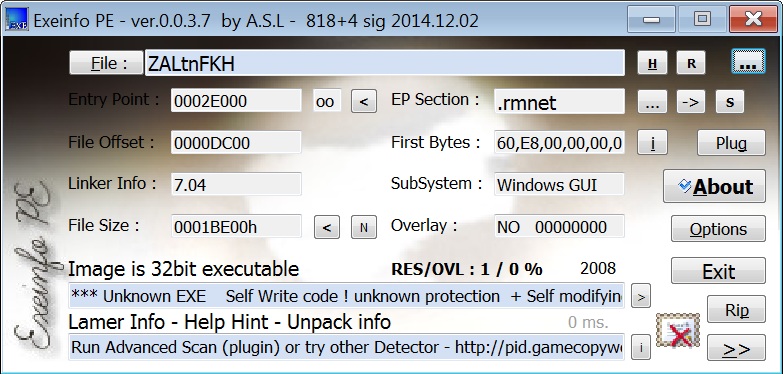 Exeinfo PE - ver.0.0.3.7 by A.S.L - 818+4 sig 2014.12.02
File : ZALtnFKH H R ...
Entry Point : 0002E000 oo < EP Section : .rmnet ... -> S
File Offset : 0000DC00 First Bytes : 60,E8,00,00,00,0 i Plug
Linker Info : 7.04 SubSystem : Windows GUI About
File Size : 0001BE00h < N Overlay : NO 00000000 Options
Image is 32bit executable RES/OVL : 1 / 0 % 2008 Exit
*** Unknown EXE Self Write code ! unknown protection + Self modifyin >
Rip
Lamer Info - Help Hint - Unpack info 0 ms.
Run Advanced Scan (plugin) or try other Detector - http://pid.gamecopyw i >>
Exeinfo PE